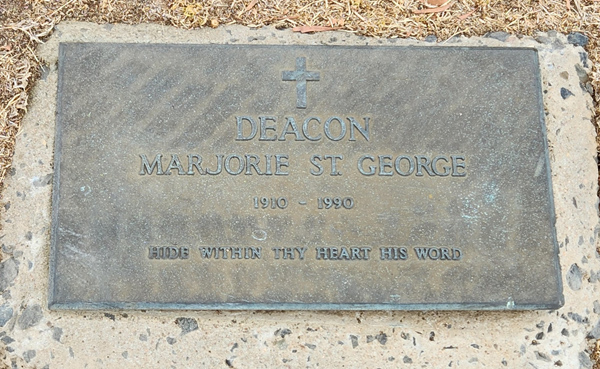 DEACON
MARJORIE ST. GEORGE
1910 - 1990
HIDE WITHIN THY HEART HIS WORD